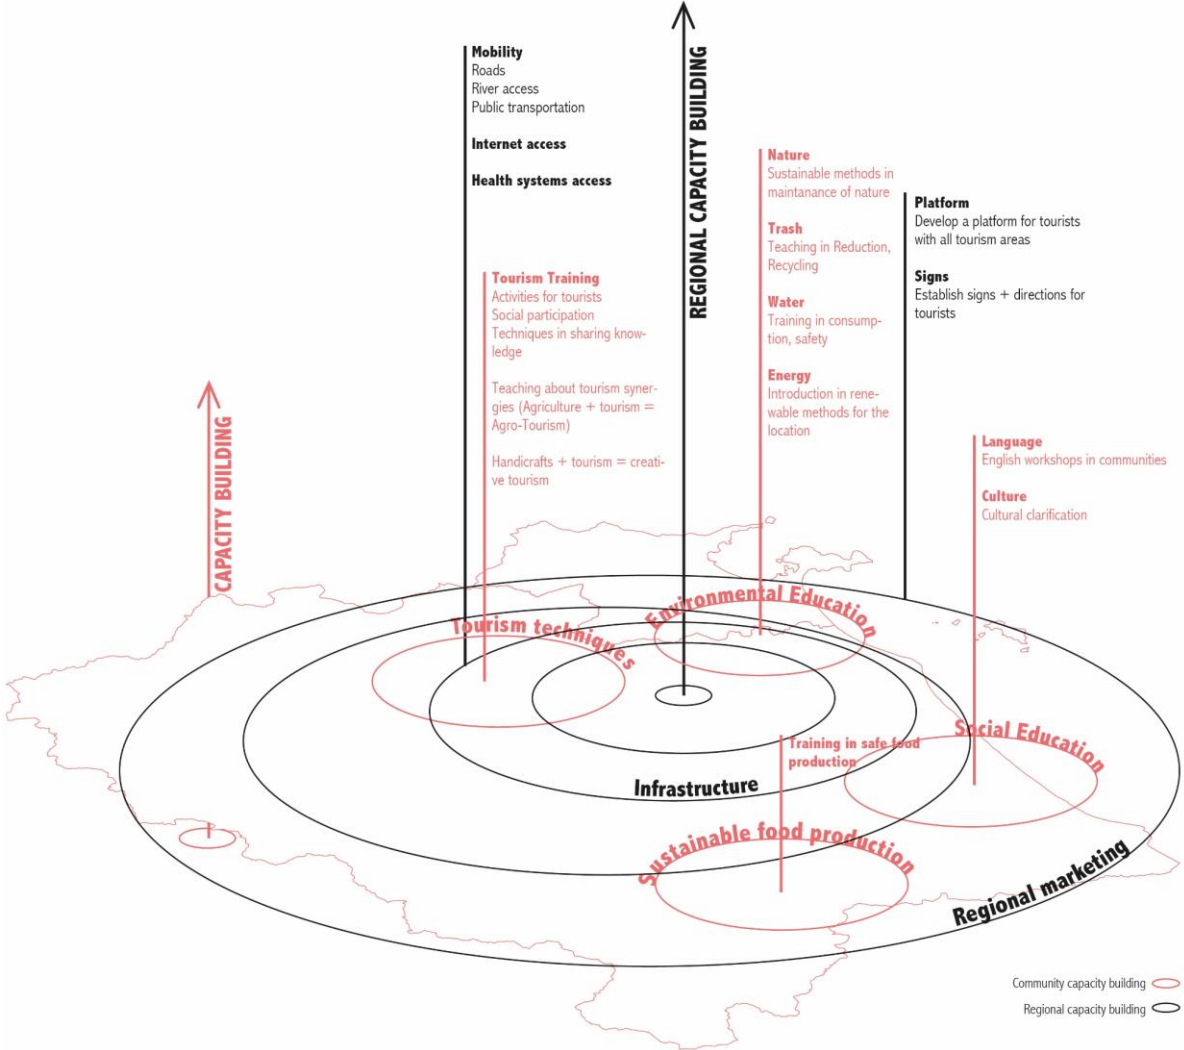 Mobility
Roads
River access
Public transportation
Internet access
Health systems access
REGIONAL CAPACITY BUILDING
Nature
Sustainable methods in
maintanance of nature
Trash
Teaching in Reduction,
Recycling
Water
Training in consump-
tion, safety
Energy
Introduction in rene-
wable methods for the
location
Platform
Develop a platform for tourists
with all tourism areas
Signs
Establish signs + directions for
tourists
Tourism Training
Activities for tourists
Social participation
Techniques in sharing know-
ledge
Teaching about tourism syner-
gies (Agriculture + tourism =
Agro-Tourism)
Handicrafts + tourism = creati-
ve tourism
CAPACITY BUILDING
Language
English workshops in communities
Culture
Cultural clarification
Environmental Education
Tourism techniques
Social Education
Training in safe food
production
Infrastructure
Sustainable food production
Regional marketing
Community capacity building
Regional capacity building